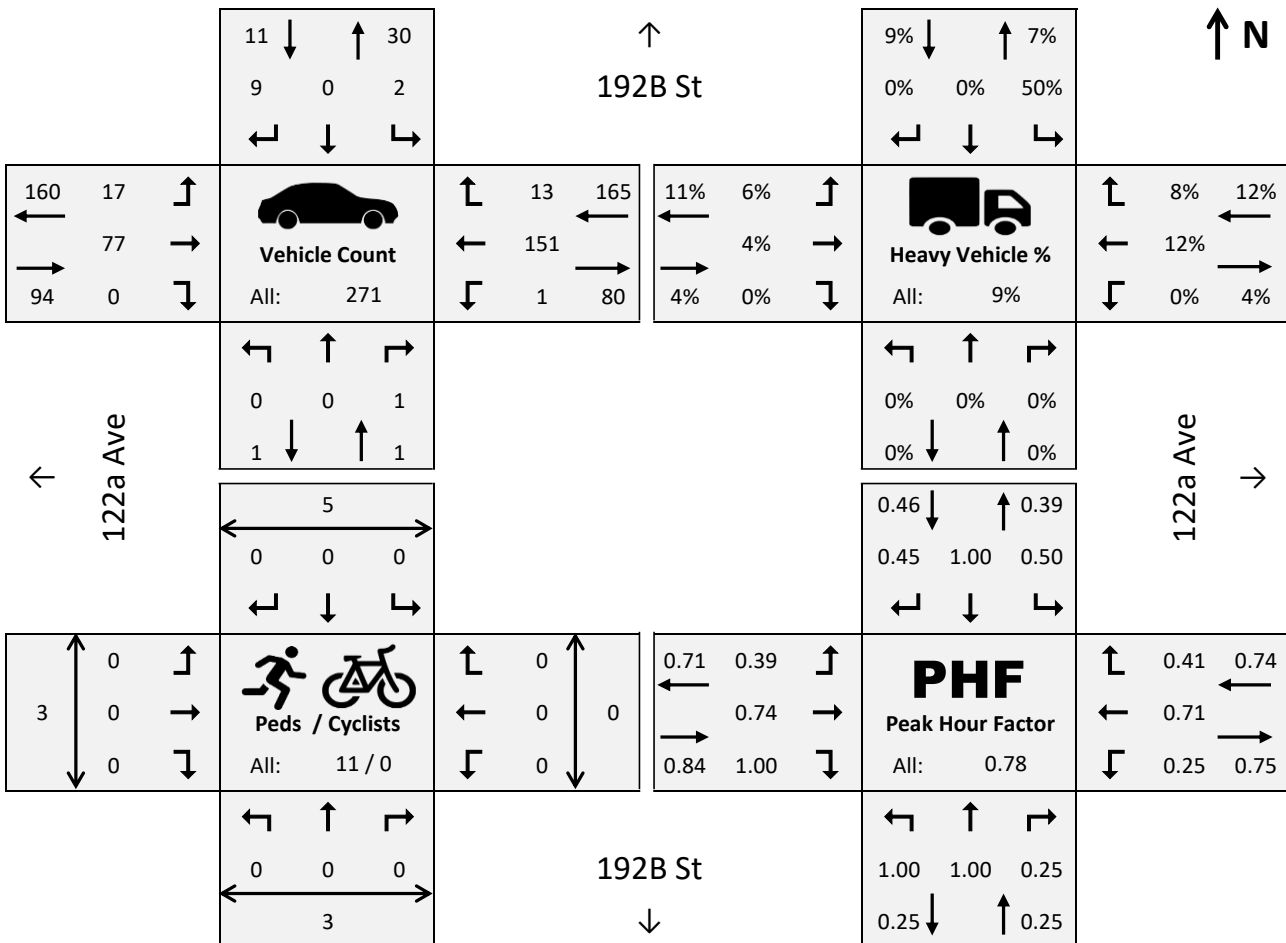 11 30 9% 7% N
192B St
9 0 2 0% 0% 50%
160 17 13 165 11% 6% 8% 12%
77 151 4% 12%
Vehicle Count Heavy Vehicle %
94 0 All: 271 1 80 4% 0% All: 9% 0% 4%
0 0 1 0% 0% 0%
1 1 0% 0%
122a Ave 122a Ave
5 0.46 0.39
0 0 0 0.45 1.00 0.50
0 0 0.71 0.39 PHF 0.41 0.74
3 0 0 0 0.74 0.71
Peds / Cyclists Peak Hour Factor
0 All: 11 / 0 0 0.84 1.00 All: 0.78 0.25 0.75
0 0 0 1.00 1.00 0.25
192B St
3 0.25 0.25